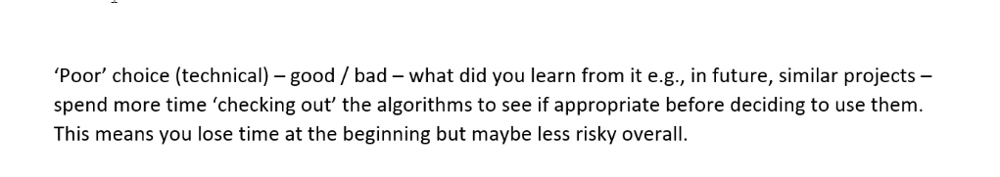 ‘Poor’ choice (technical) – good / bad – what did you learn from it e.g., in future, similar projects –
spend more time ‘checking out’ the algorithms to see if appropriate before deciding to use them.
This means you lose time at the beginning but maybe less risky overall.